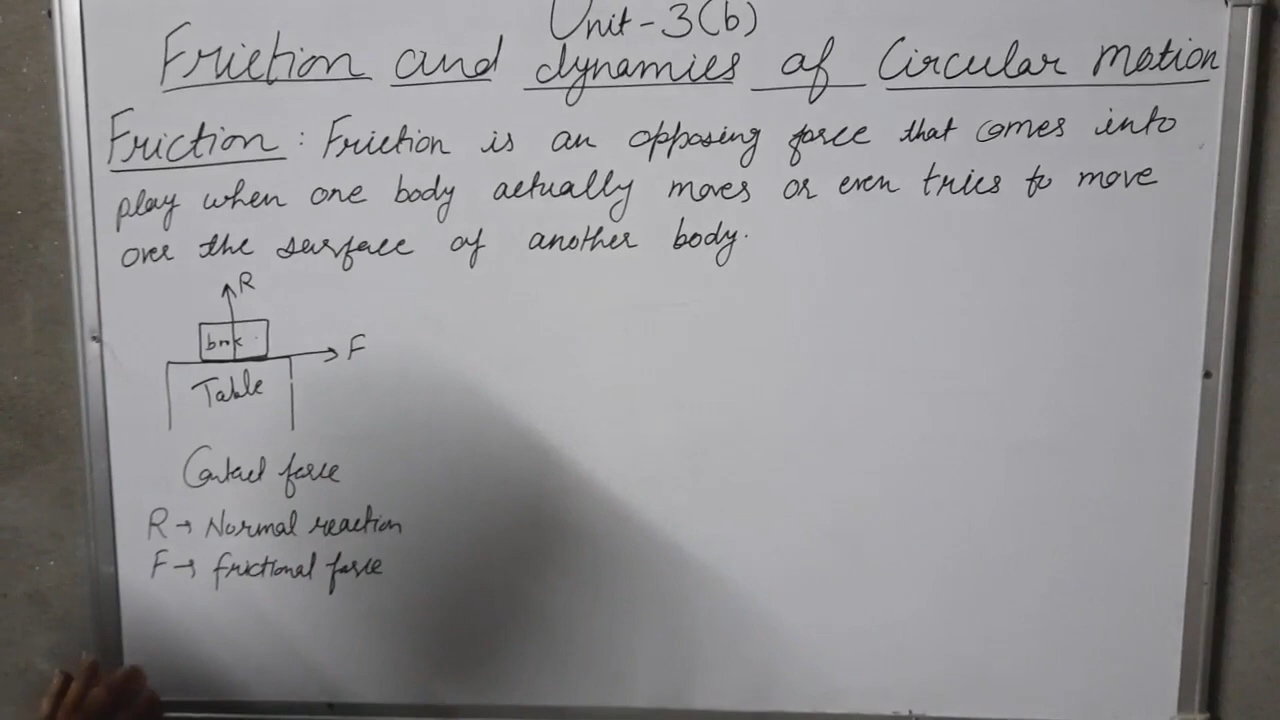 Unit-3(b)
Friction and dynamics of Circular motion
Friction : Friction is an opposing force that comes into
play when one body actually moves or even tries to move
over the surface of another body.
R
F
Table
Contact force
R → Normal reaction
F → frictional force